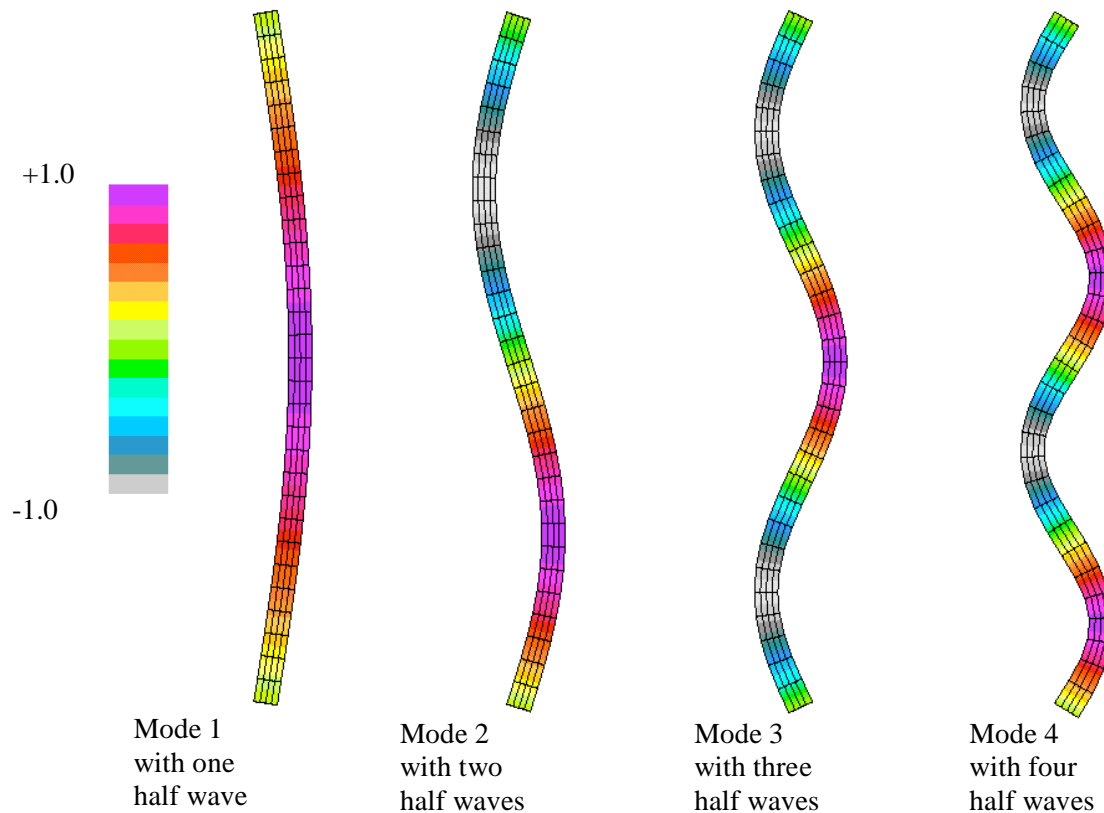 +1.0
-1.0
Mode 1
with one
half wave
Mode 2
with two
half waves
Mode 3
with three
half waves
Mode 4
with four
half waves